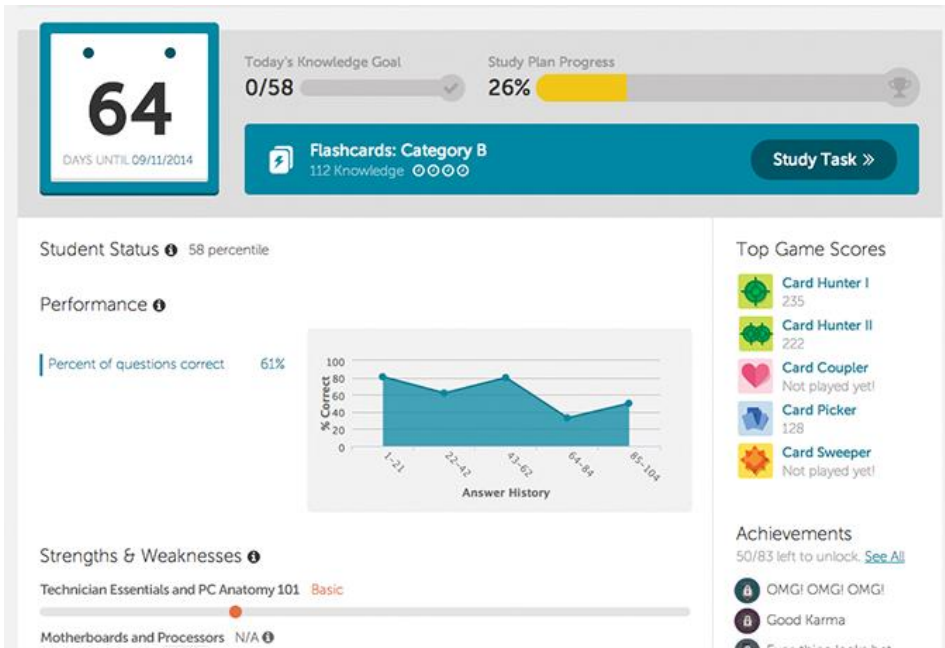 64
DAYS UNTIL 09/11/2014
Today's Knowledge Goal
0/58
Study Plan Progress
26%
Flashcards: Category B
112 Knowledge
Study Task »
Student Status 58 percentile
Performance
Percent of questions correct 61%
% Correct
100
80
60
40
20
0
1-21
22-42
43-62
64-84
85-104
Answer History
Strengths & Weaknesses
Technician Essentials and PC Anatomy 101 Basic
Motherboards and Processors N/A
Top Game Scores
Card Hunter I
235
Card Hunter II
222
Card Coupler
Not played yet!
Card Picker
128
Card Sweeper
Not played yet!
Achievements
50/83 left to unlock. See All
OMG! OMG! OMG!
Good Karma